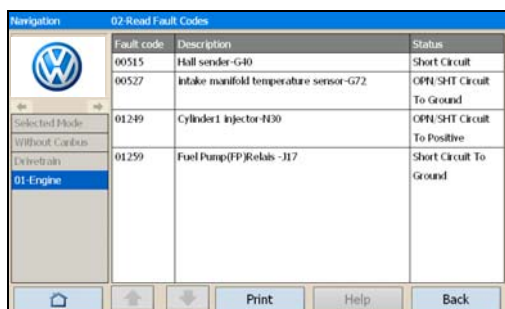 Navigation
02-Read Fault Codes
Fault code Description Status
00515 Hall sender-G40 Short Circuit
00527 intake manifold temperature sensor-G72 OPN/SHT Circuit
To Ground
01249 Cylinder1 injector-N30 OPN/SHT Circuit
To Positive
01259 Fuel Pump(FP)Relais -J17 Short Circuit To
Ground
Selected Mode
Without Canbus
Drivetrain
01-Engine
Print
Help
Back